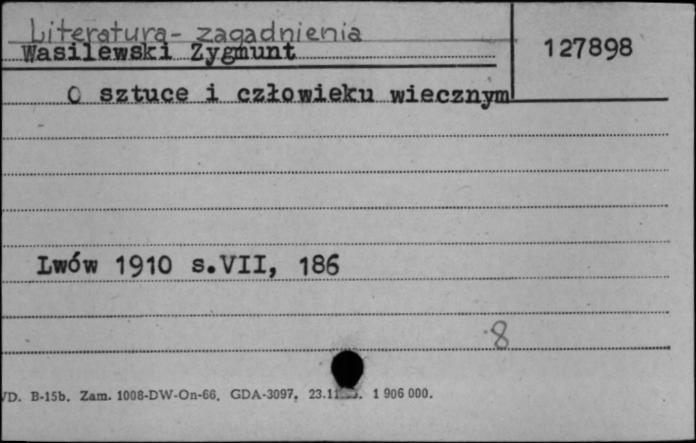 Literatura - zagadnienia
Wasilewski Zygmunt
127898
O sztuce i człowieku wiecznym
Lwów 1910 s.VII, 186
8
VD. B-15b. Zam. 1008-DW-On-66. GDA-3097. 1 906 000.